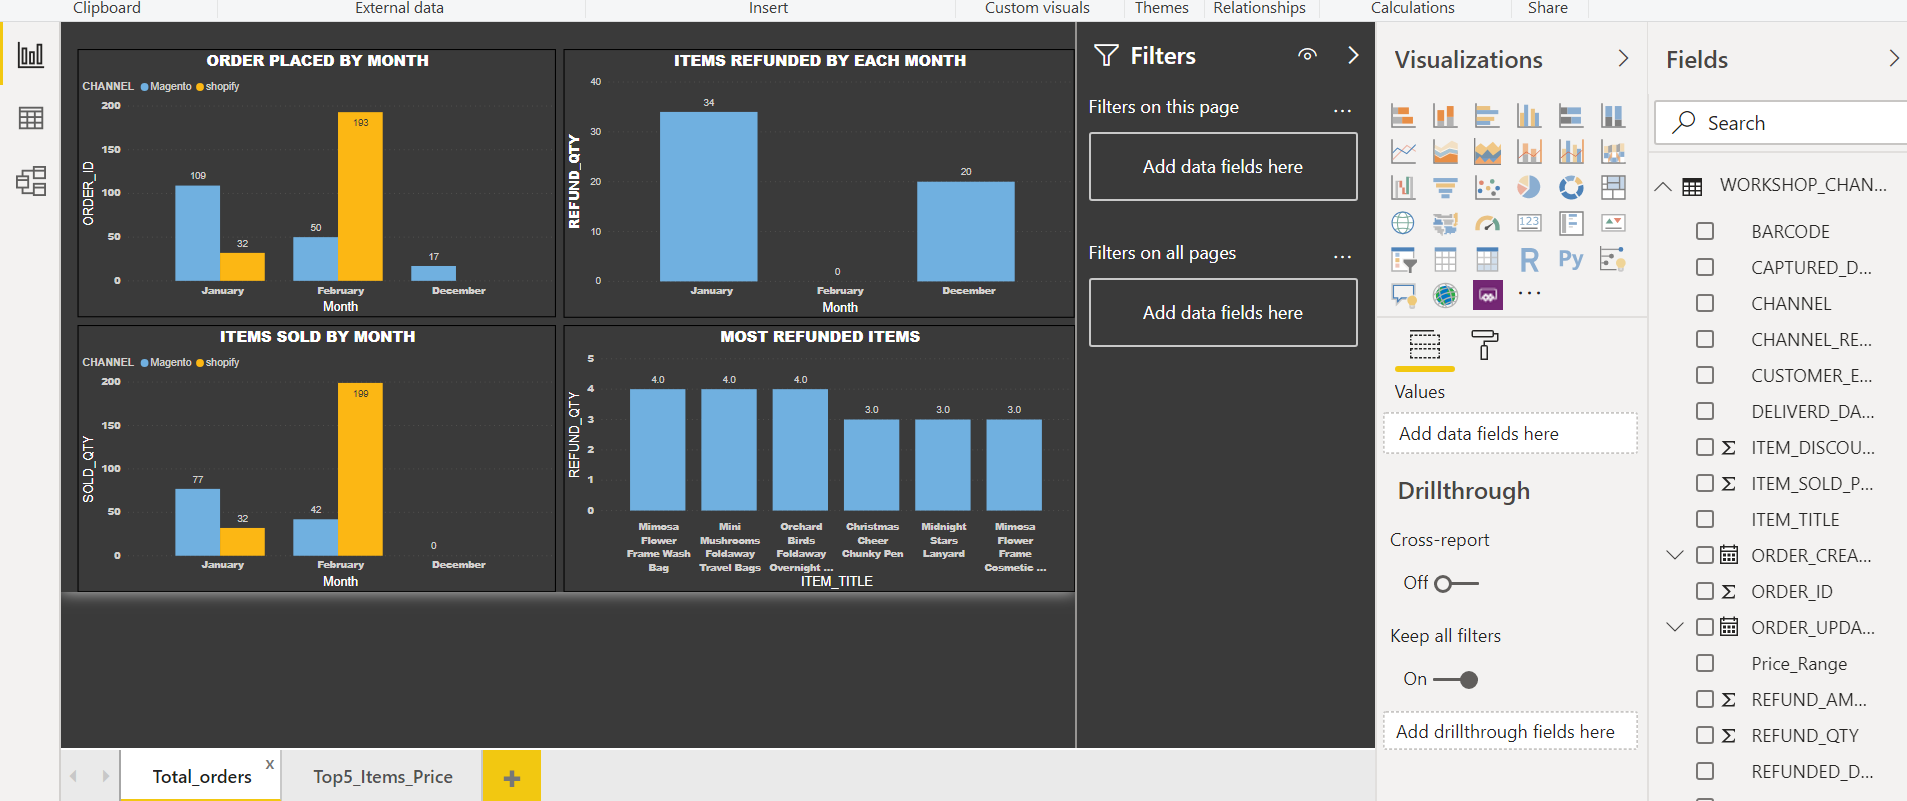 Clipboard
External data
Insert
Custom visuals
Themes
Relationships
Calculations
Share
ORDER PLACED BY MONTH
CHANNEL Magento shopify
200
150
100
50
0
ORDER_ID
109
32
50
193
17
January
February
December
Month
ITEMS REFUNDED BY EACH MONTH
40
30
20
10
0
REFUND_QTY
34
0
20
January
February
December
Month
ITEMS SOLD BY MONTH
CHANNEL Magento shopify
200
150
100
50
0
SOLD_QTY
77
32
42
199
0
January
February
December
Month
MOST REFUNDED ITEMS
5
4
3
2
1
0
REFUND_QTY
4.0
4.0
4.0
3.0
3.0
3.0
Mimosa
Flower
Frame Wash
Bag
Mini
Mushrooms
Foldaway
Travel Bags
Orchard
Birds
Foldaway
Overnight ...
Christmas
Cheer
Chunky Pen
Midnight
Stars
Lanyard
Mimosa
Flower
Frame
Cosmetic ...
ITEM_TITLE
Filters
Filters on this page ...
Add data fields here
Filters on all pages ...
Add data fields here
Visualizations
123
R
Py
...
Values
Add data fields here
Drillthrough
Cross-report
Off
Keep all filters
On
Add drillthrough fields here
Fields
Search
WORKSHOP_CHAN...
BARCODE
CAPTURED_D...
CHANNEL
CHANNEL_RE...
CUSTOMER_E...
DELIVERD_DA...
Σ ITEM_DISCOU...
Σ ITEM_SOLD_P...
ITEM_TITLE
ORDER_CREA...
Σ ORDER_ID
ORDER_UPDA...
Price_Range
Σ REFUND_AM...
Σ REFUND_QTY
REFUNDED_D...
Total_orders x
Top5_Items_Price
+